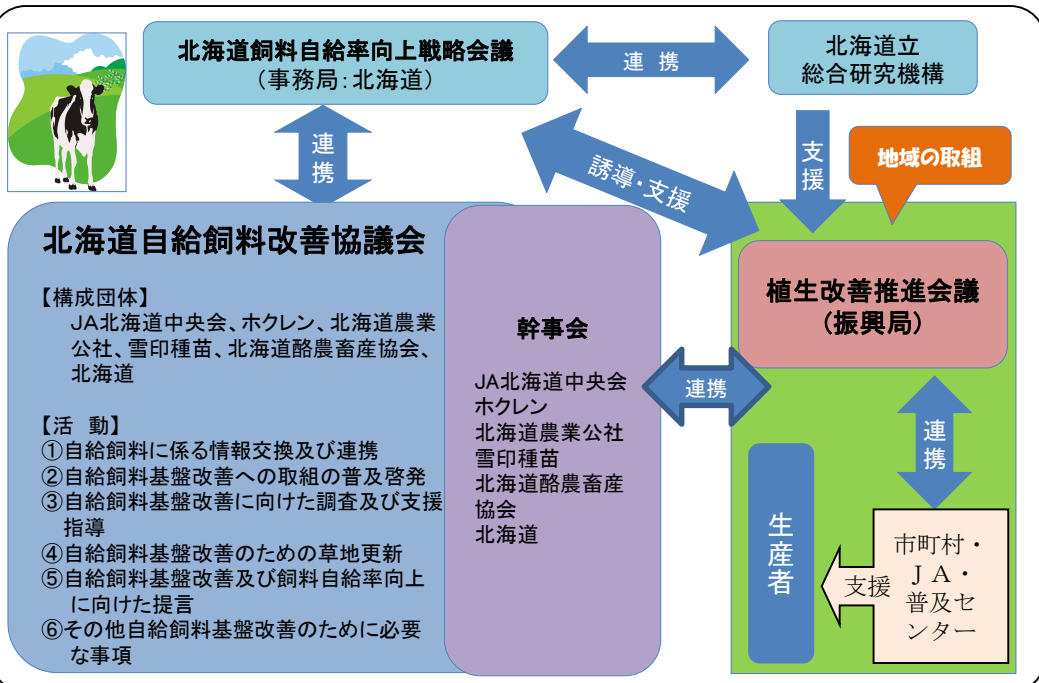 北海道飼料自給率向上戦略会議
（事務局：北海道）
連 携
北海道立
総合研究機構
連携
誘導・支援
支援
地域の取組
北海道自給飼料改善協議会
【構成団体】
JA北海道中央会、ホクレン、北海道農業
公社、雪印種苗、北海道酪農畜産協会、
北海道
【活 動】
①自給飼料に係る情報交換及び連携
②自給飼料基盤改善への取組の普及啓発
③自給飼料基盤改善に向けた調査及び支援
指導
④自給飼料基盤改善のための草地更新
⑤自給飼料基盤改善及び飼料自給率向上
に向けた提言
⑥その他自給飼料基盤改善のために必要
な事項
幹事会
JA北海道中央会
ホクレン
北海道農業公社
雪印種苗
北海道酪農畜産
協会
北海道
連携
植生改善推進会議
（振興局）
連携
生産者
支援
市町村・
ＪＡ・
普及セ
ンター